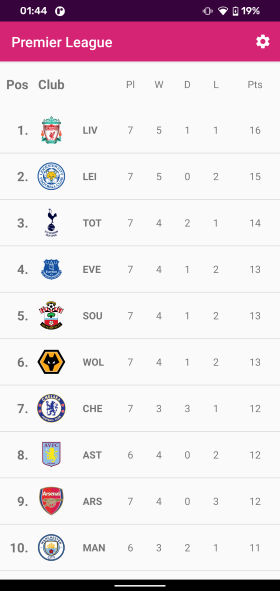 01:44 19%
Premier League
Pos Club Pl W D L Pts
1. LIV 7 5 1 1 16
2. LEI 7 5 0 2 15
3. TOT 7 4 2 1 14
4. EVE 7 4 1 2 13
5. SOU 7 4 1 2 13
6. WOL 7 4 1 2 13
7. CHE 7 3 3 1 12
8. AST 6 4 0 2 12
9. Arsenal ARS 7 4 0 3 12
10. MAN 6 3 2 1 11